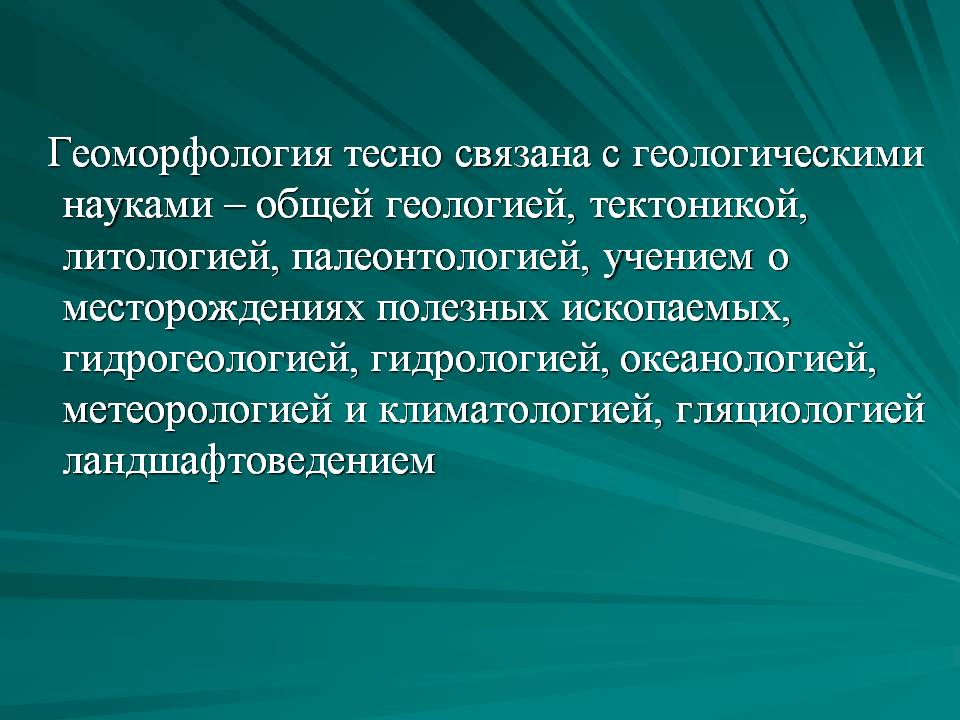 Геоморфология тесно связана с геологическими
науками – общей геологией, тектоникой,
литологией, палеонтологией, учением о
месторождениях полезных ископаемых,
гидрогеологией, гидрологией, океанологией,
метеорологией и климатологией, гляциологией
ландшафтоведением